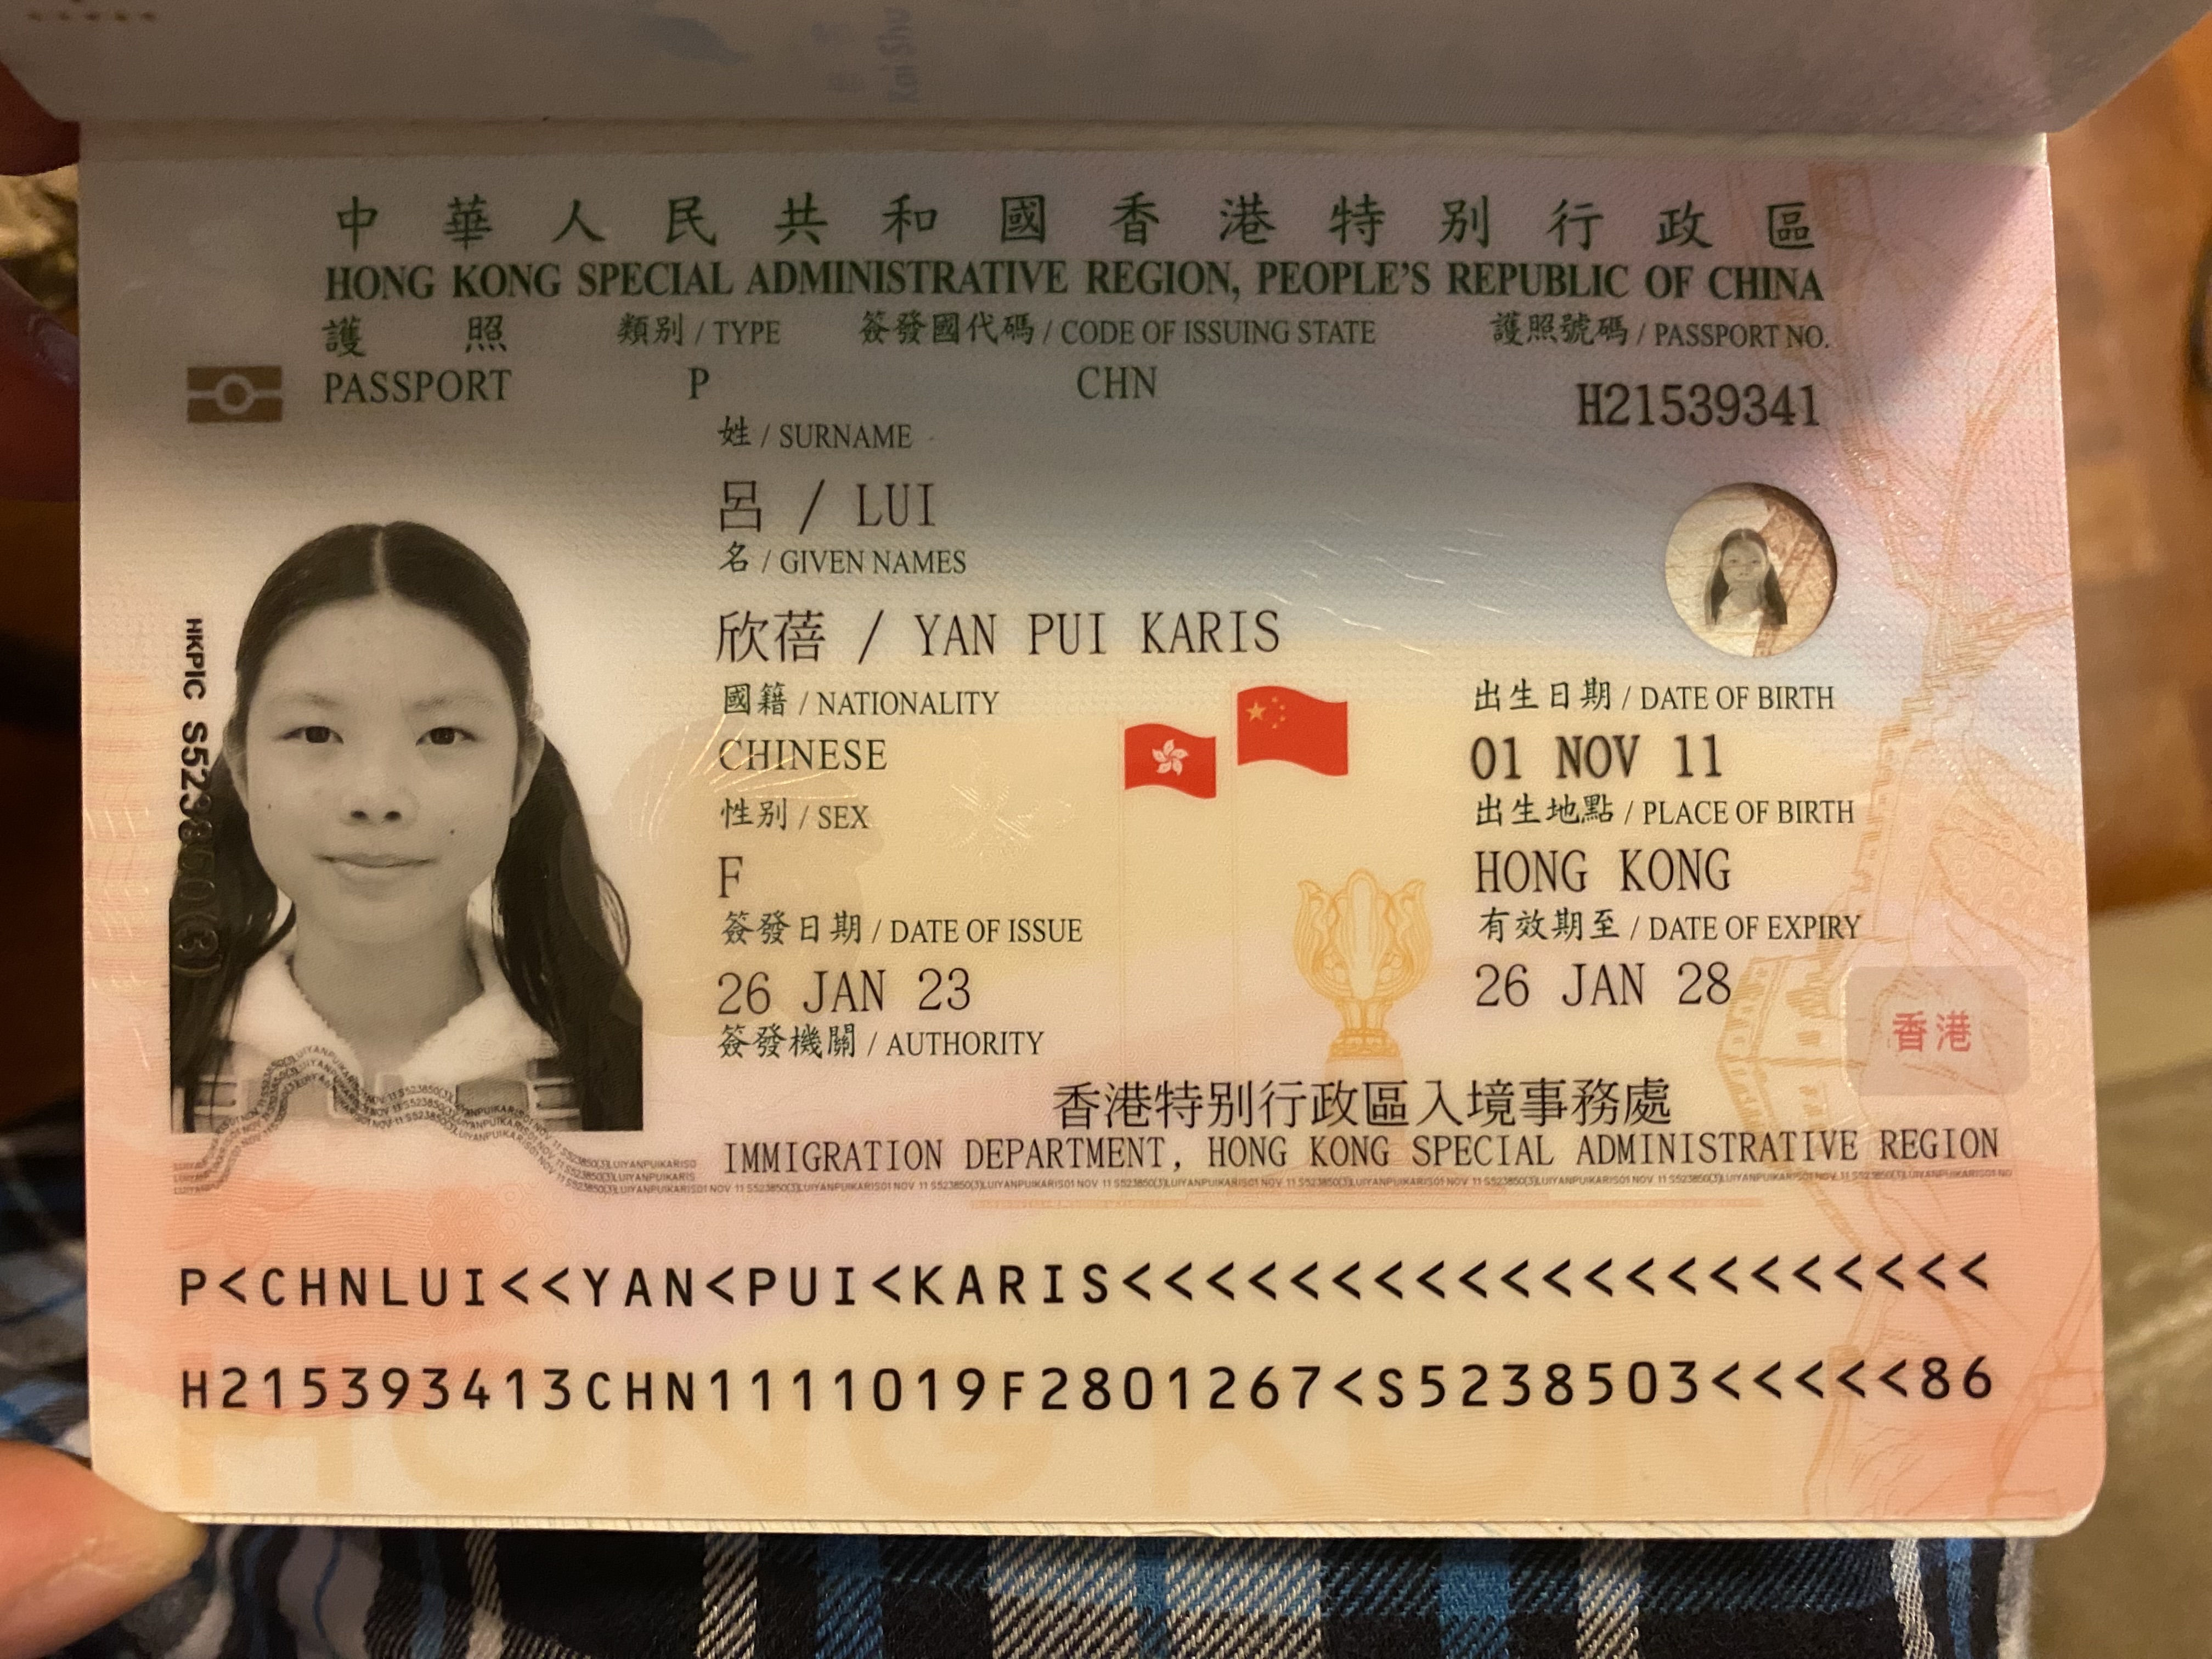 Kai Shu
中華人民共和國香港特別行政區
HONG KONG SPECIAL ADMINISTRATIVE REGION, PEOPLE'S REPUBLIC OF CHINA
護照 類別 / TYPE 簽發國代碼 / CODE OF ISSUING STATE 護照號碼 / PASSPORT NO.
PASSPORT P CHN H21539341
姓 / SURNAME
呂 / LUI
名 / GIVEN NAMES
欣蓓 / YAN PUI KARIS
國籍 / NATIONALITY 出生日期 / DATE OF BIRTH
CHINESE 01 NOV 11
性別 / SEX 出生地點 / PLACE OF BIRTH
F HONG KONG
簽發日期 / DATE OF ISSUE 有效期至 / DATE OF EXPIRY
26 JAN 23 26 JAN 28
簽發機關 / AUTHORITY
香港
香港特別行政區入境事務處
IMMIGRATION DEPARTMENT, HONG KONG SPECIAL ADMINISTRATIVE REGION
HKPIC S523850(3)
P<CHNLUI<<YAN<PUI<KARIS<<<<<<<<<<<<<<<<<<<<<
H215393413CHN1111019F2801267<S5238503<<<<<86
HONG KON